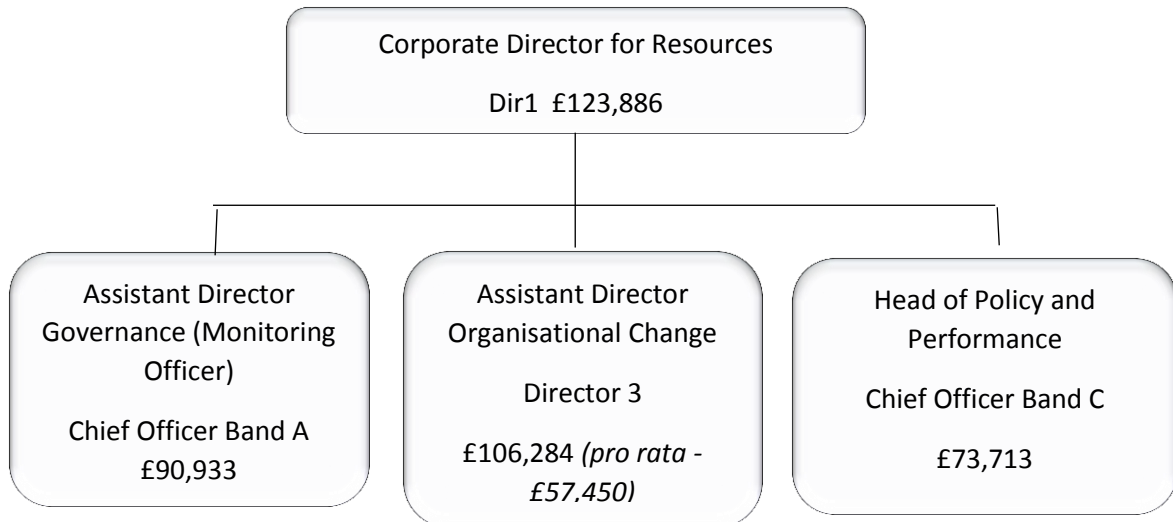 Corporate Director for Resources
Dir1 £123,886
Assistant Director
Governance (Monitoring
Officer)
Chief Officer Band A
£90,933
Assistant Director
Organisational Change
Director 3
£106,284 (pro rata -
£57,450)
Head of Policy and
Performance
Chief Officer Band C
£73,713